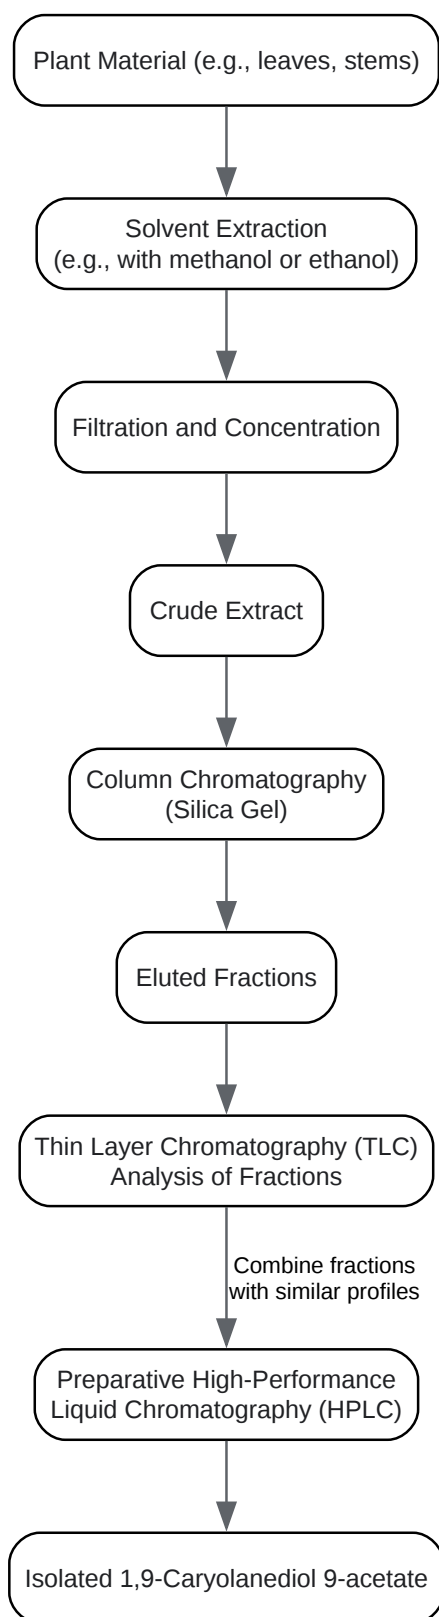 Plant Material (e.g., leaves, stems)
Solvent Extraction
(e.g., with methanol or ethanol)
Filtration and Concentration
Crude Extract
Column Chromatography
(Silica Gel)
Eluted Fractions
Thin Layer Chromatography (TLC)
Analysis of Fractions
Combine fractions
with similar profiles
Preparative High-Performance
Liquid Chromatography (HPLC)
Isolated 1,9-Caryolanediol 9-acetate